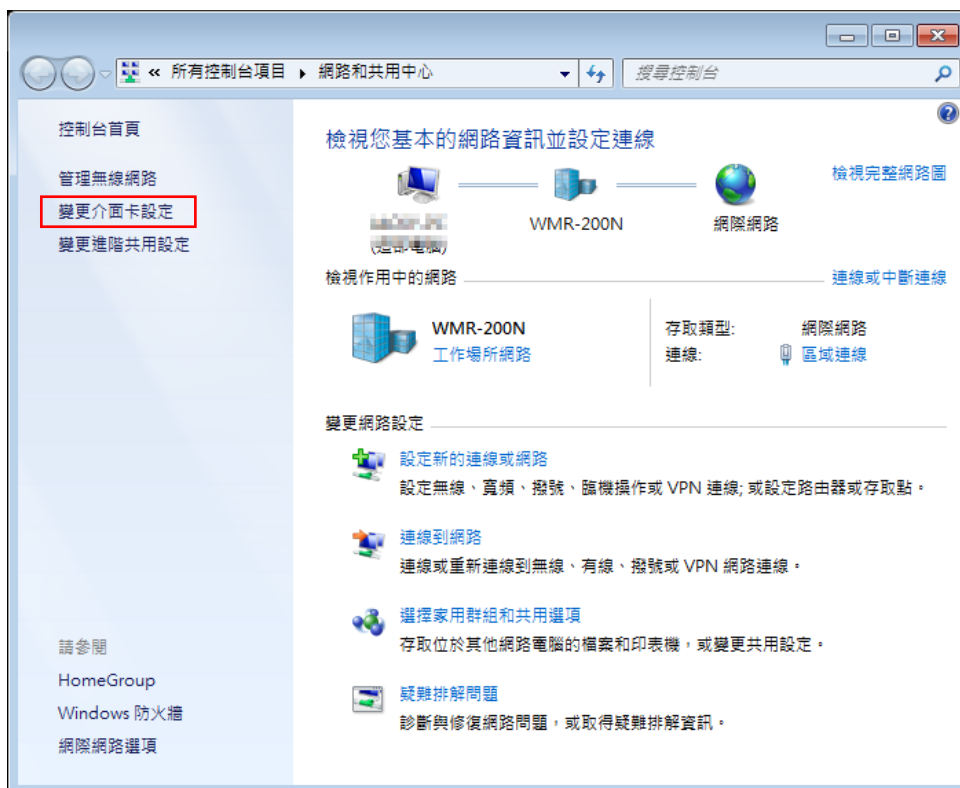 « 所有控制台項目 ▸ 網路和共用中心
搜尋控制台
控制台首頁
管理無線網路
變更介面卡設定
變更進階共用設定
請參閱
HomeGroup
Windows 防火牆
網際網路選項
檢視您基本的網路資訊並設定連線
檢視完整網路圖
WMR-200N
網際網路
檢視作用中的網路
連線或中斷連線
WMR-200N
工作場所網路
存取類型: 網際網路
連線: 區域連線
變更網路設定
設定新的連線或網路
設定無線、寬頻、撥號、臨機操作或 VPN 連線; 或設定路由器或存取點。
連線到網路
連線或重新連線到無線、有線、撥號或 VPN 網路連線。
選擇家用群組和共用選項
存取位於其他網路電腦的檔案和印表機，或變更共用設定。
疑難排解問題
診斷與修復網路問題，或取得疑難排解資訊。